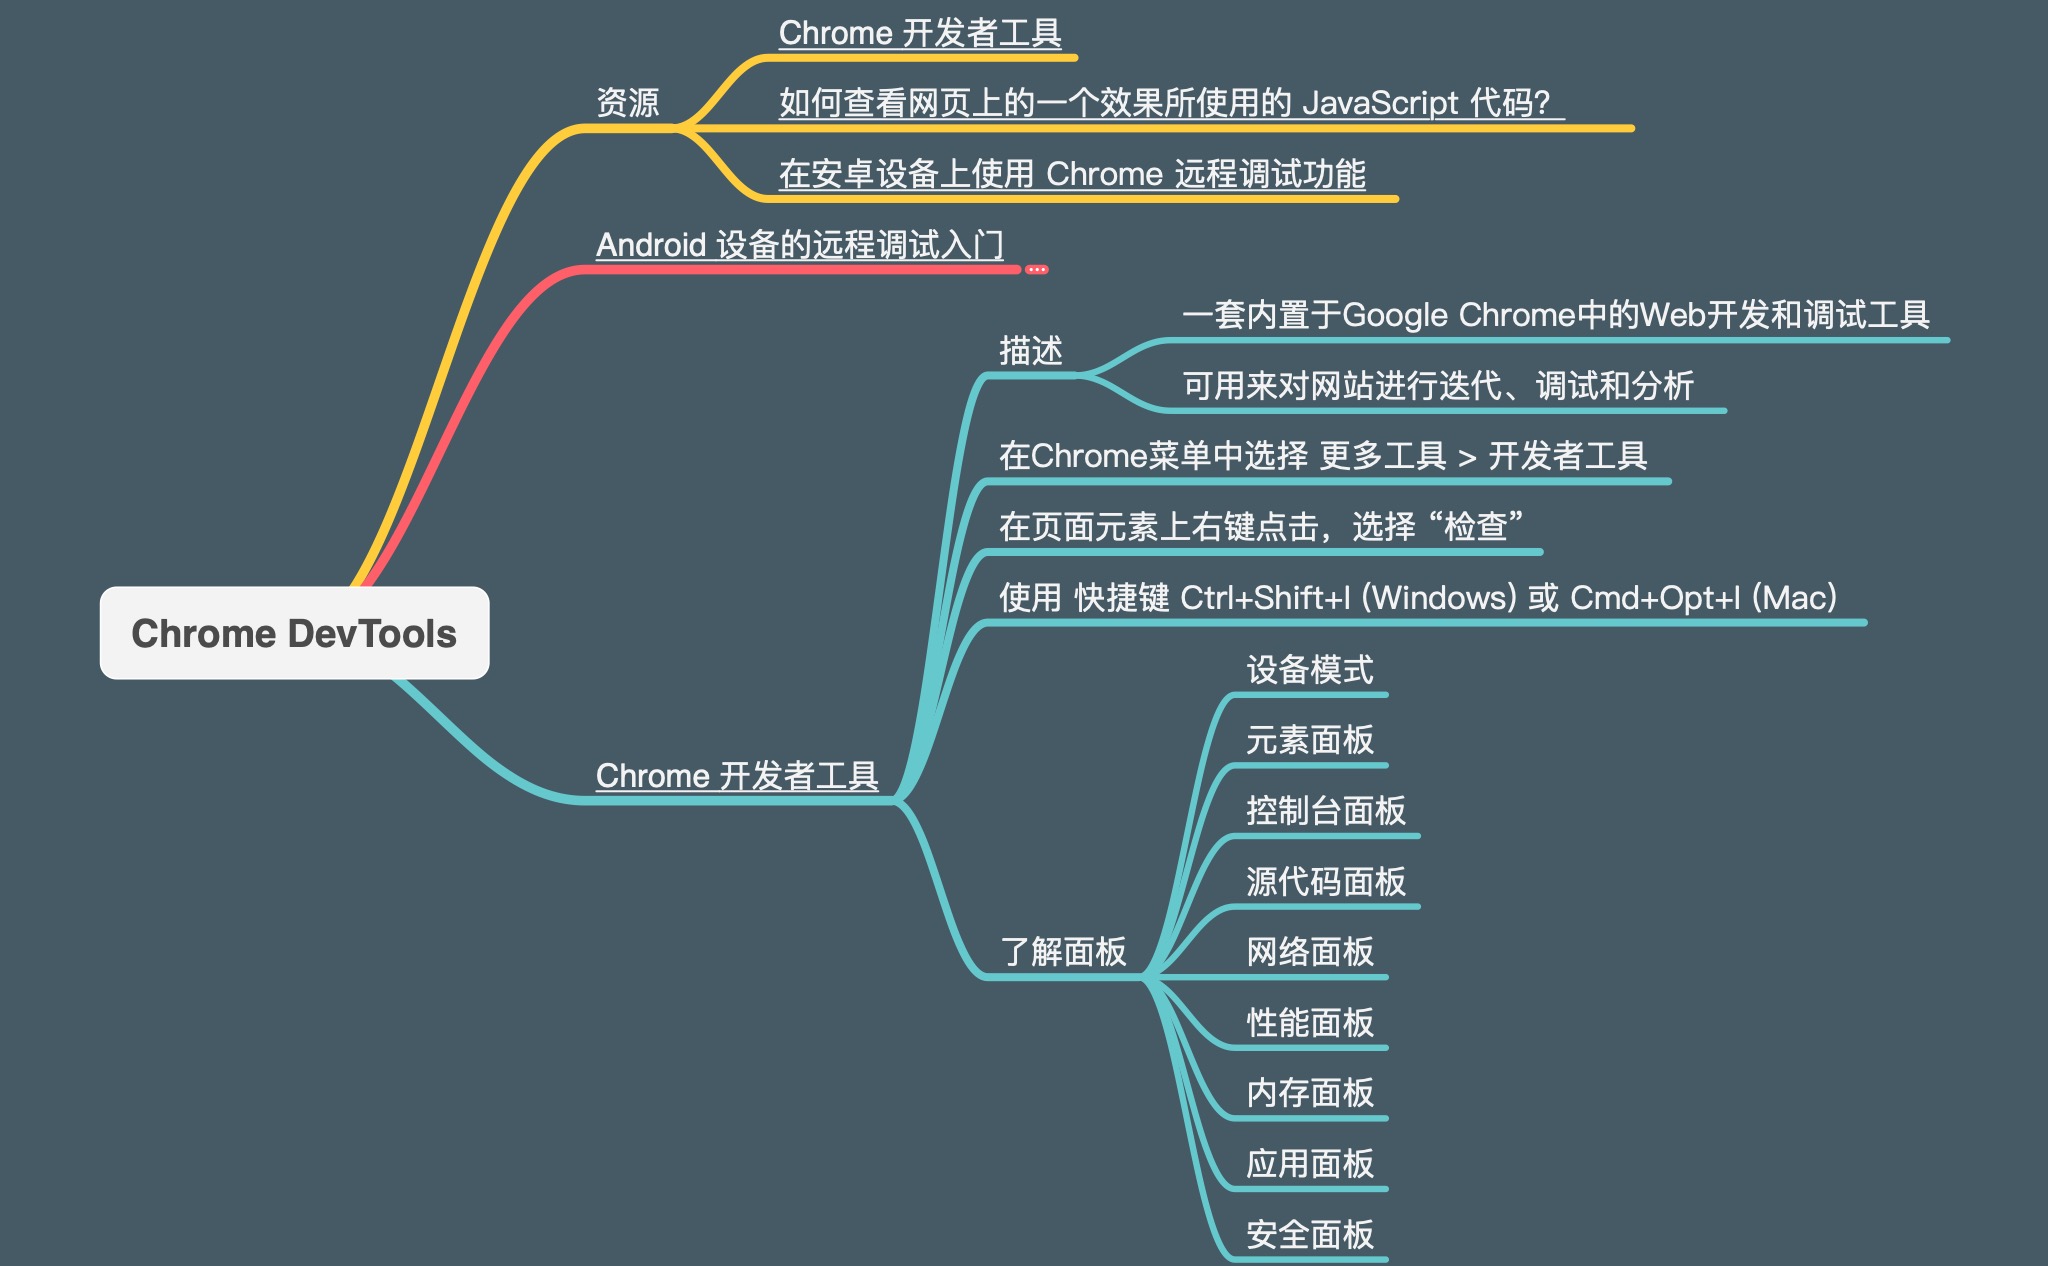 Chrome 开发者工具
资源
如何查看网页上的一个效果所使用的 JavaScript 代码？
在安卓设备上使用 Chrome 远程调试功能
Android 设备的远程调试入门
一套内置于Google Chrome中的Web开发和调试工具
描述
可用来对网站进行迭代、调试和分析
在Chrome菜单中选择 更多工具 > 开发者工具
在页面元素上右键点击，选择 “检查”
使用 快捷键 Ctrl+Shift+I (Windows) 或 Cmd+Opt+I (Mac)
Chrome DevTools
设备模式
元素面板
Chrome 开发者工具
控制台面板
源代码面板
了解面板
网络面板
性能面板
内存面板
应用面板
安全面板